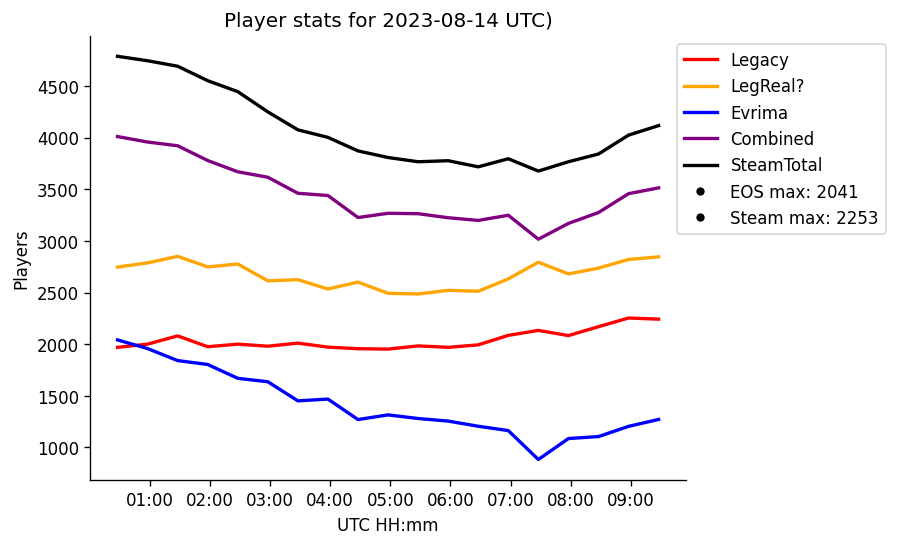 Player stats for 2023-08-14 UTC)
Legacy
LegReal?
Evrima
Combined
SteamTotal
EOS max: 2041
Steam max: 2253
Players
4500
4000
3500
3000
2500
2000
1500
1000
01:00 02:00 03:00 04:00 05:00 06:00 07:00 08:00 09:00
UTC HH:mm